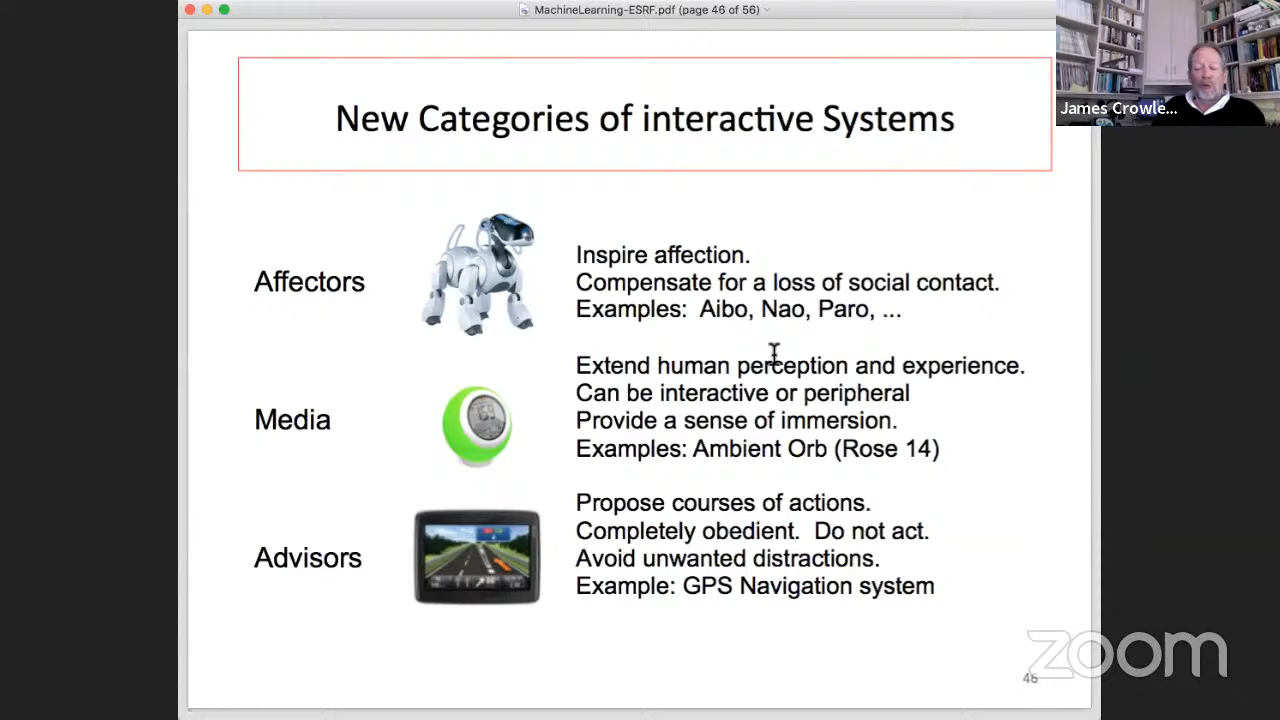 MachineLearning-ESRF.pdf (page 46 of 56)
James Crowle...
New Categories of interactive Systems
Affectors
Inspire affection.
Compensate for a loss of social contact.
Examples: Aibo, Nao, Paro, ...
Media
Extend human perception and experience.
Can be interactive or peripheral
Provide a sense of immersion.
Examples: Ambient Orb (Rose 14)
Advisors
Propose courses of actions.
Completely obedient. Do not act.
Avoid unwanted distractions.
Example: GPS Navigation system
zoom
46